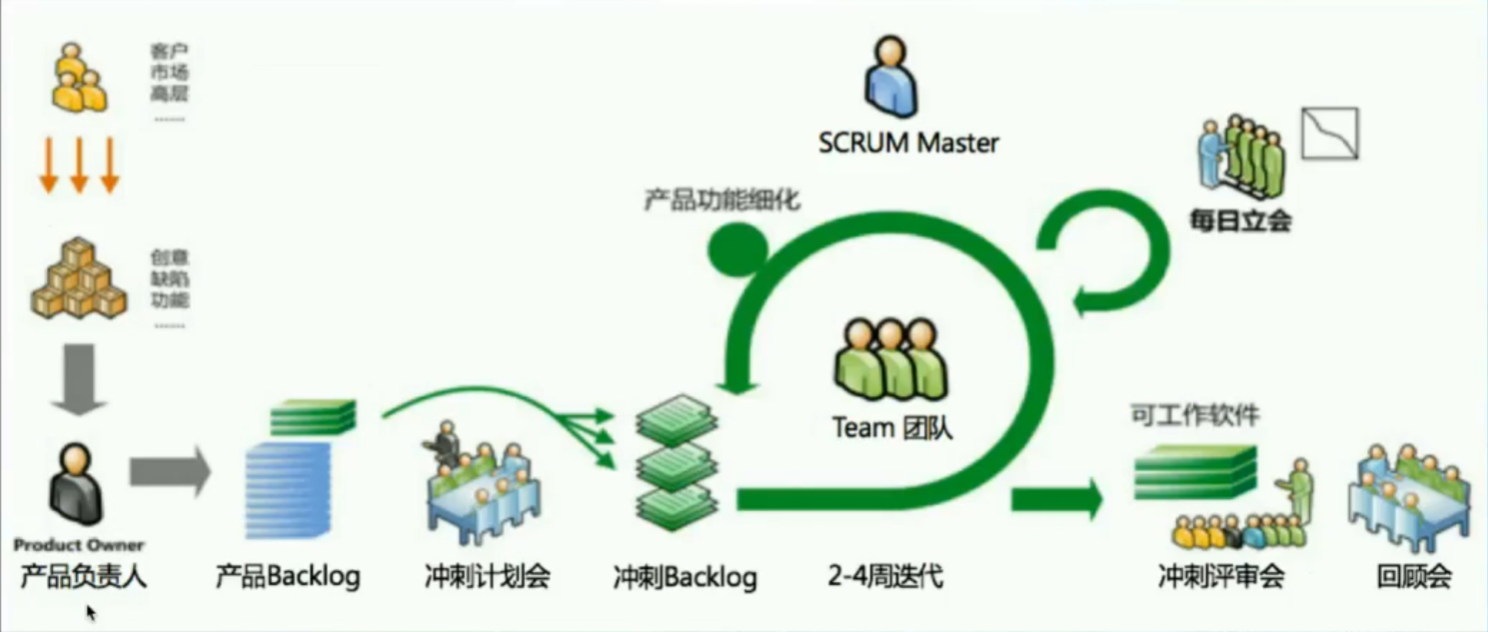 客户
市场
高层
......
SCRUM Master
产品功能细化
每日立会
创意
缺陷
功能
......
Team 团队
可工作软件
Product Owner
产品负责人
产品Backlog
冲刺计划会
冲刺Backlog
2-4周迭代
冲刺评审会
回顾会